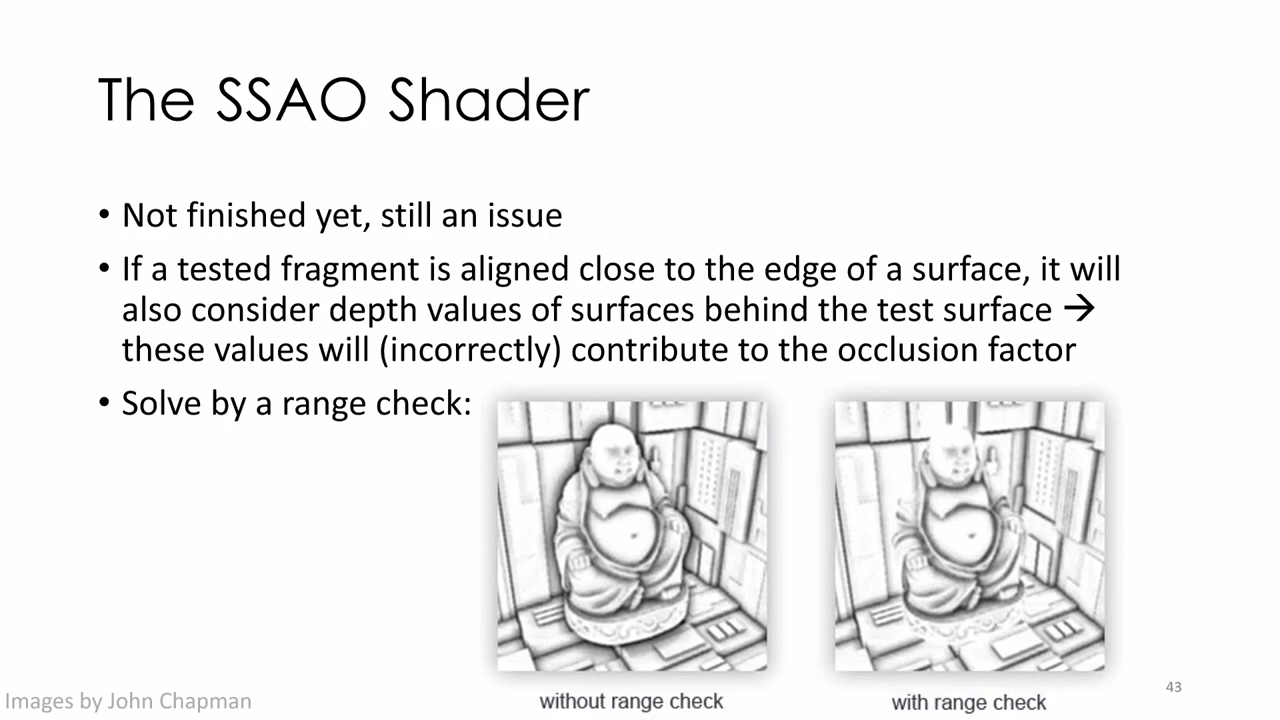 The SSAO Shader
• Not finished yet, still an issue
• If a tested fragment is aligned close to the edge of a surface, it will
also consider depth values of surfaces behind the test surface →
these values will (incorrectly) contribute to the occlusion factor
• Solve by a range check:
without range check
with range check
Images by John Chapman
43